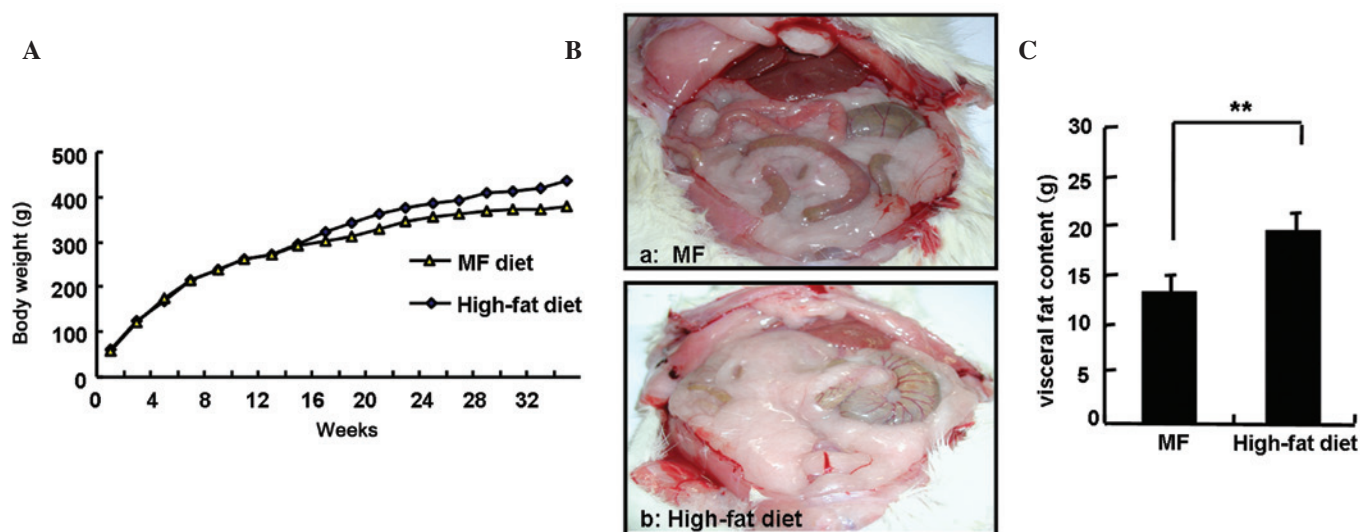 A
B
C
Body weight (g)
500
400
300
200
100
0
0 4 8 12 16 20 24 28 32
Weeks
MF diet
High-fat diet
a: MF
b: High-fat diet
**
visceral fat content (g)
30
25
20
15
10
5
0
MF High-fat diet